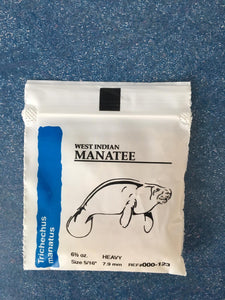 WEST INDIAN
MANATEE
Trichechus
manatus
6½ oz. HEAVY
Size 5/16" 7.9 mm REF#000-123